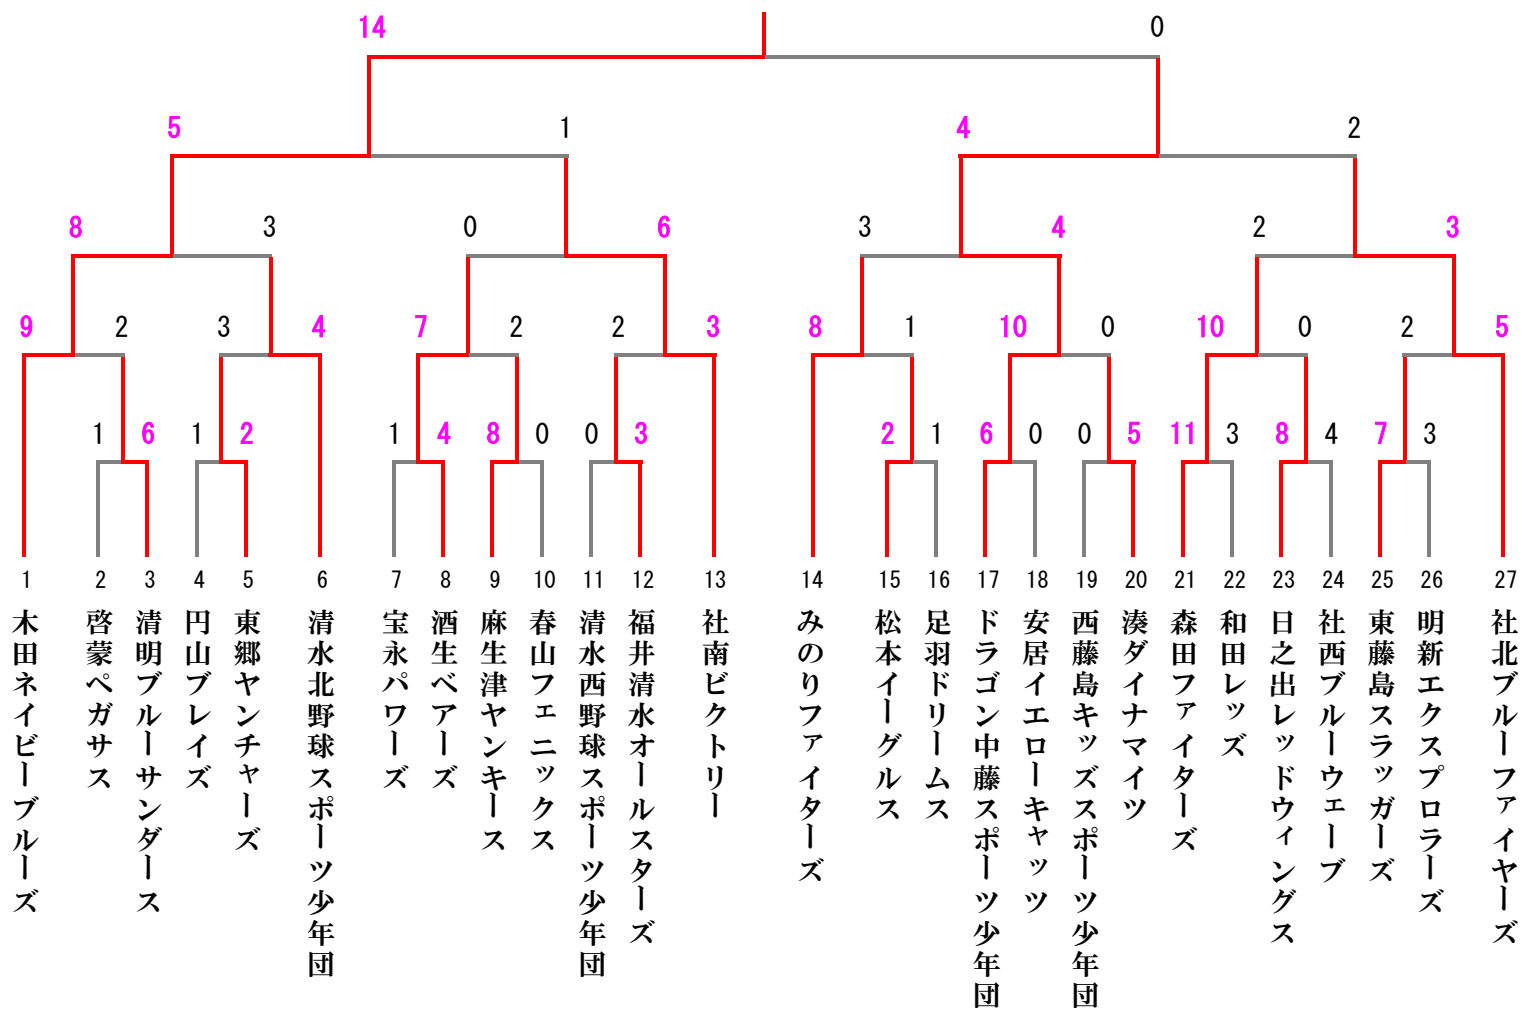 14 0
5 1 4 2
8 3 0 6 3 4 2 3
9 2 3 4 7 2 2 3 8 1 10 0 10 0 2 5
1 6 1 2 1 4 8 0 0 3 2 1 6 0 0 5 11 3 8 4 7 3
1 2 3 4 5 6 7 8 9 10 11 12 13 14 15 16 17 18 19 20 21 22 23 24 25 26 27
木田ネイビーブルーズ
啓蒙ペガサス
清明ブルーサンダース
円山ブレイズ
東郷ヤンチャーズ
清水北野球スポーツ少年団
宝永パワーズ
酒生ベアーズ
麻生津ヤンキース
春山フェニックス
清水西野球スポーツ少年団
福井清水オールスターズ
社南ビクトリー
みのりファイターズ
松本イーグルス
足羽ドリームス
ドラゴン中藤スポーツ少年団
安居イエローキャッツ
西藤島キッズスポーツ少年団
湊ダイナマイツ
森田ファイターズ
和田レッズ
日之出レッドウィングス
社西ブルーウェーブ
東藤島スラッガーズ
明新エクスプロラーズ
社北ブルーファイヤーズ